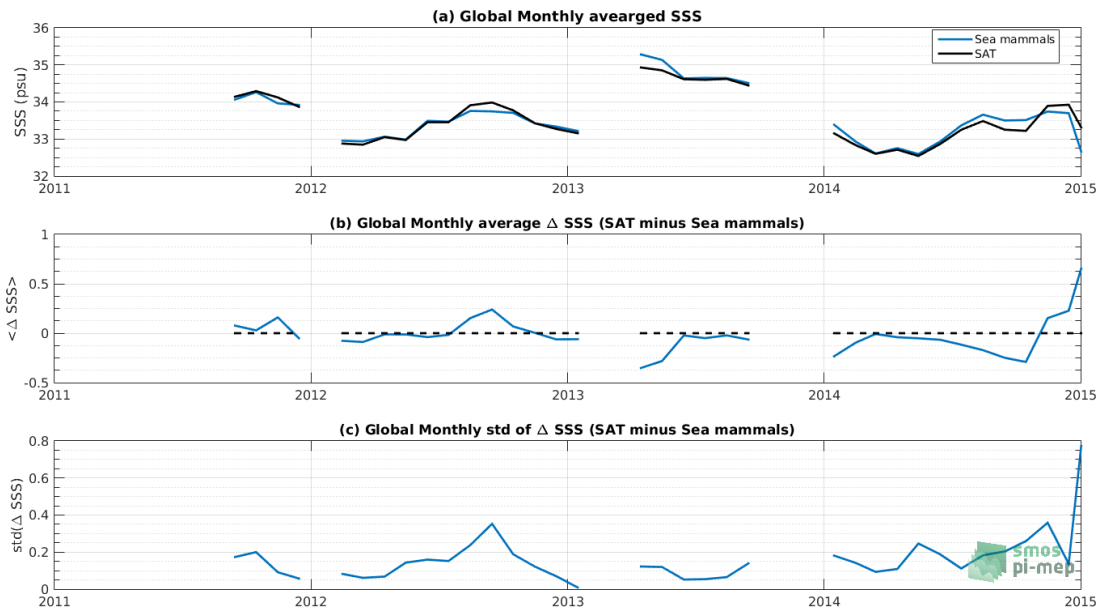 (a) Global Monthly avearged SSS
36
35
34
33
32
SSS (psu)
Sea mammals
SAT
2011 2012 2013 2014 2015
(b) Global Monthly average Δ SSS (SAT minus Sea mammals)
1
0.5
0
-0.5
<Δ SSS>
2011 2012 2013 2014 2015
(c) Global Monthly std of Δ SSS (SAT minus Sea mammals)
0.8
0.6
0.4
0.2
0
std(Δ SSS)
smos
pi-mep
2011 2012 2013 2014 2015